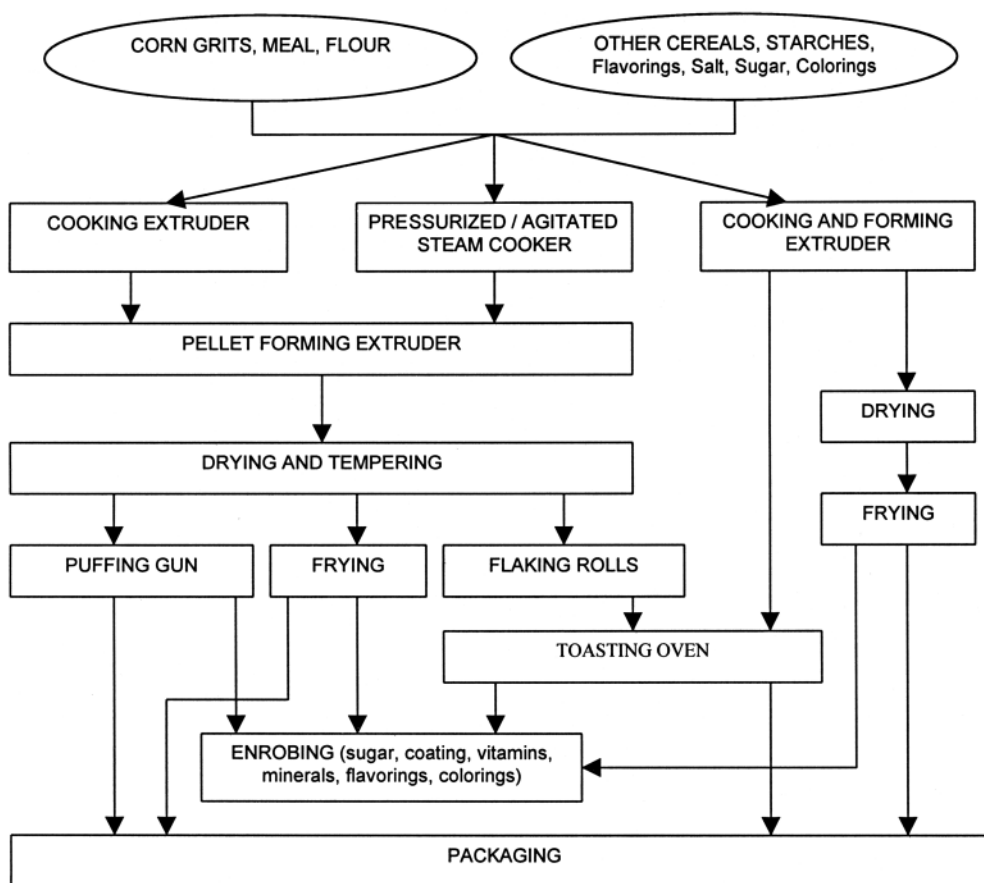 CORN GRITS, MEAL, FLOUR
OTHER CEREALS, STARCHES,
Flavorings, Salt, Sugar, Colorings
COOKING EXTRUDER
PRESSURIZED / AGITATED
STEAM COOKER
COOKING AND FORMING
EXTRUDER
PELLET FORMING EXTRUDER
DRYING
DRYING AND TEMPERING
FRYING
PUFFING GUN
FRYING
FLAKING ROLLS
TOASTING OVEN
ENROBING (sugar, coating, vitamins,
minerals, flavorings, colorings)
PACKAGING